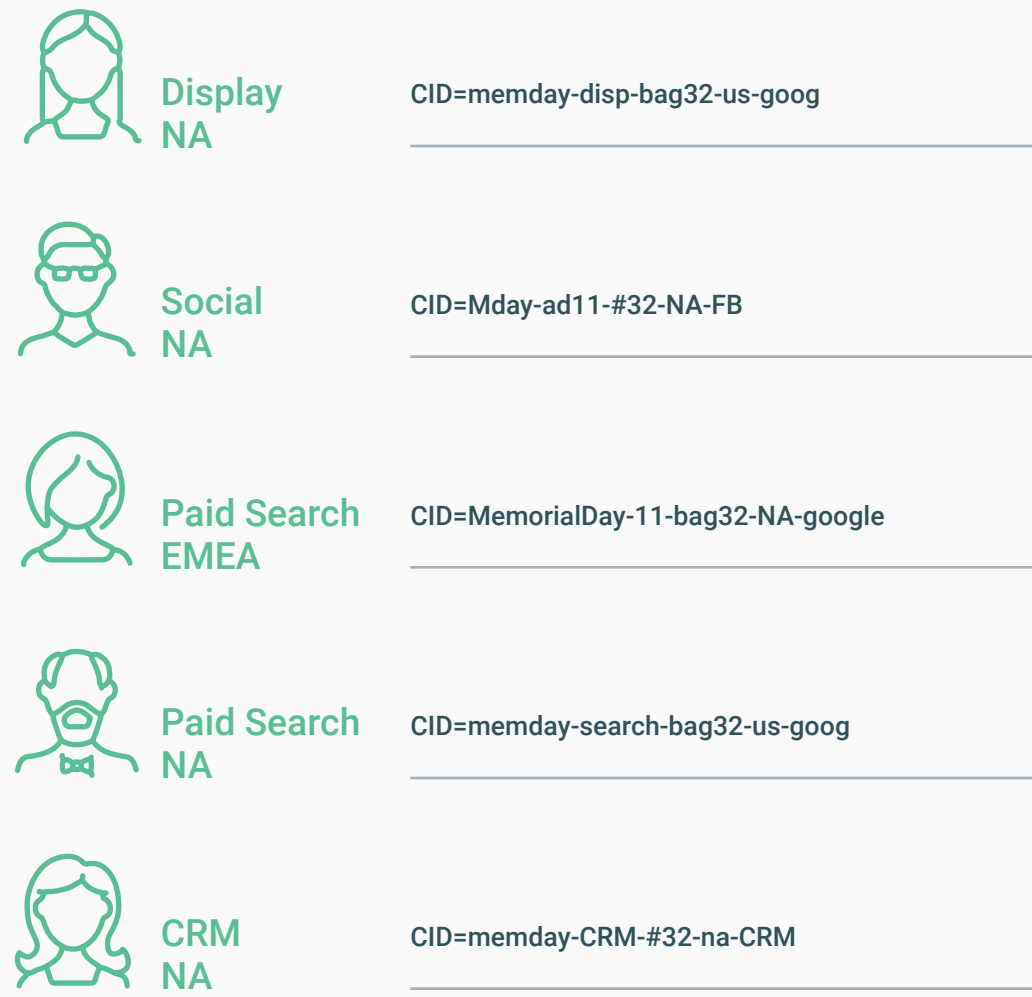 Display
NA
CID=memday-disp-bag32-us-goog
Social
NA
CID=Mday-ad11-#32-NA-FB
Paid Search
EMEA
CID=MemorialDay-11-bag32-NA-google
Paid Search
NA
CID=memday-search-bag32-us-goog
CRM
NA
CID=memday-CRM-#32-na-CRM